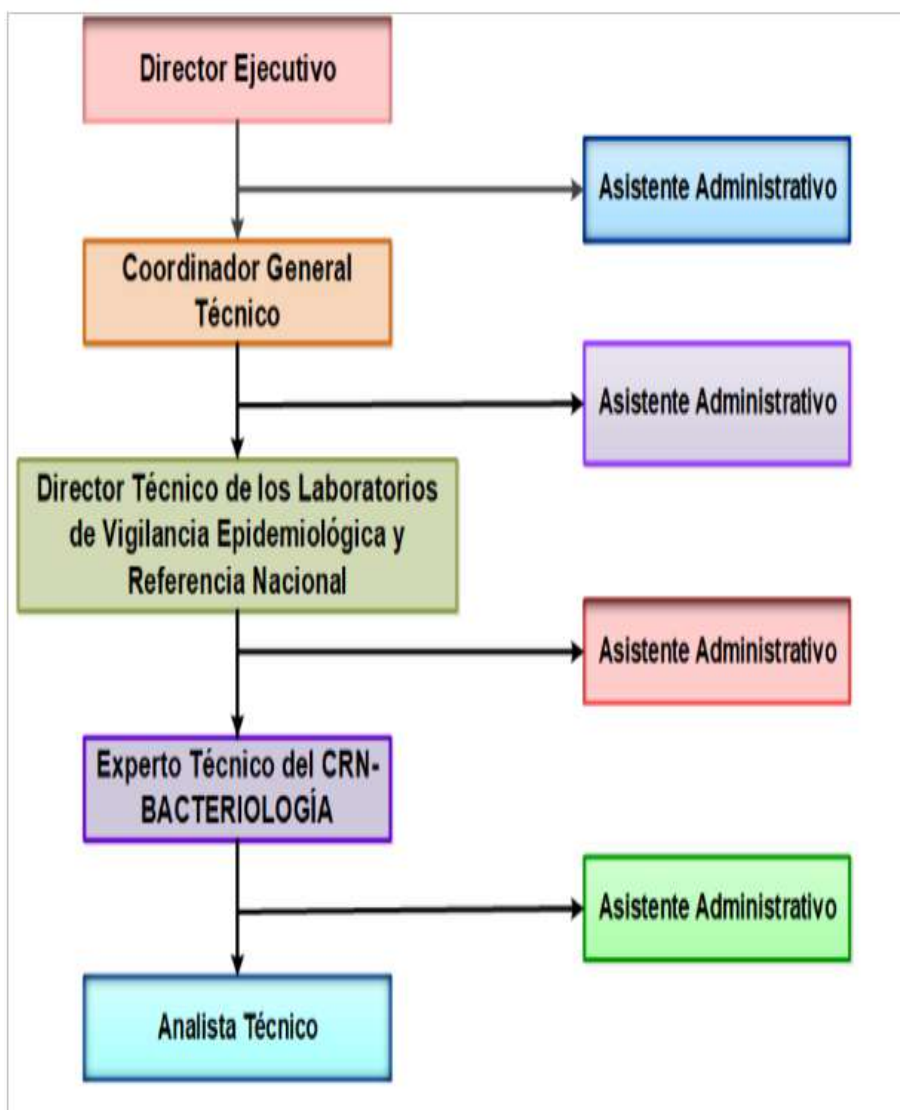 Director Ejecutivo
Asistente Administrativo
Coordinador General
Técnico
Asistente Administrativo
Director Técnico de los Laboratorios
de Vigilancia Epidemiológica y
Referencia Nacional
Asistente Administrativo
Experto Técnico del CRN-
BACTERIOLOGÍA
Asistente Administrativo
Analista Técnico